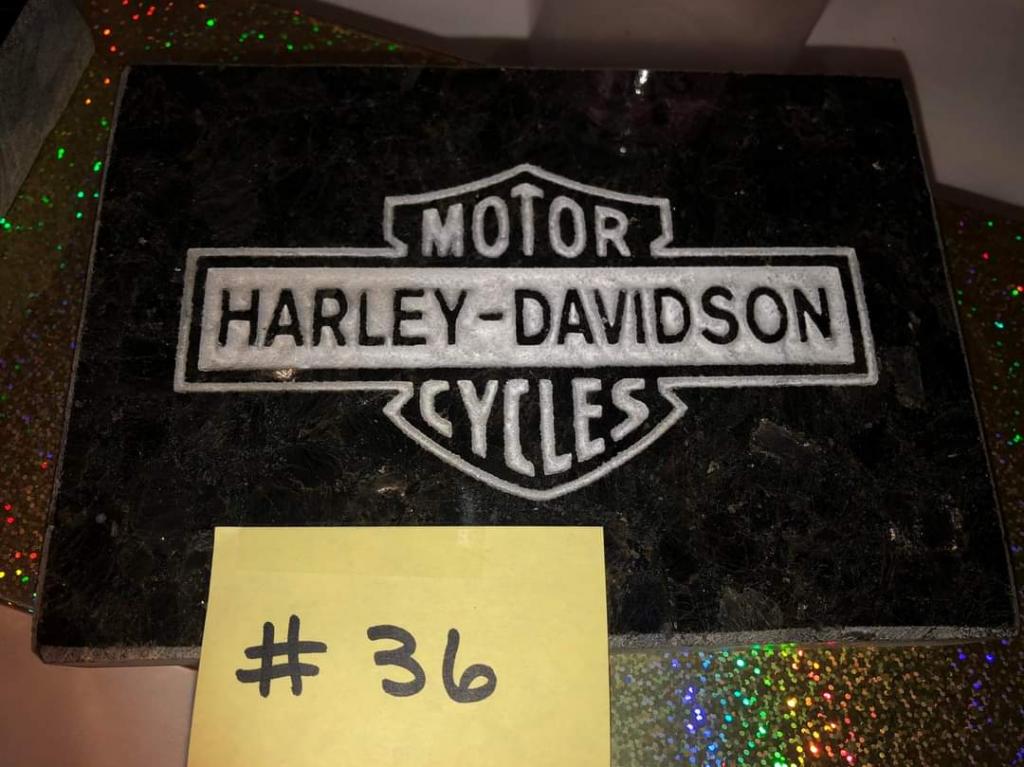 MOTOR
HARLEY-DAVIDSON
CYCLES
# 36